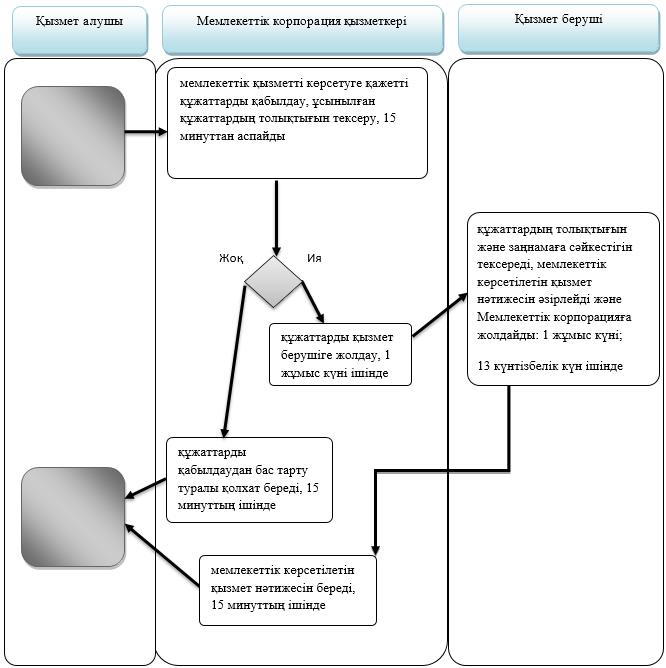 Қызмет алушы
Мемлекеттік корпорация қызметкері
Қызмет беруші
мемлекеттік қызметті көрсетуге қажетті
құжаттарды қабылдау, ұсынылған
құжаттардың толықтығын тексеру, 15
минуттан аспайды
Жоқ
Ия
құжаттарды қызмет
берушіге жолдау, 1
жұмыс күні ішінде
құжаттардың толықтығын
және заңнамаға сәйкестігін
тексереді, мемлекеттік
көрсетілетін қызмет
нәтижесін әзірлейді және
Мемлекеттік корпорацияға
жолдайды: 1 жұмыс күні;
13 күнтізбелік күн ішінде
құжаттарды
қабылдаудан бас тарту
туралы қолхат береді, 15
минуттың ішінде
мемлекеттік көрсетілетін
қызмет нәтижесін береді,
15 минуттың ішінде